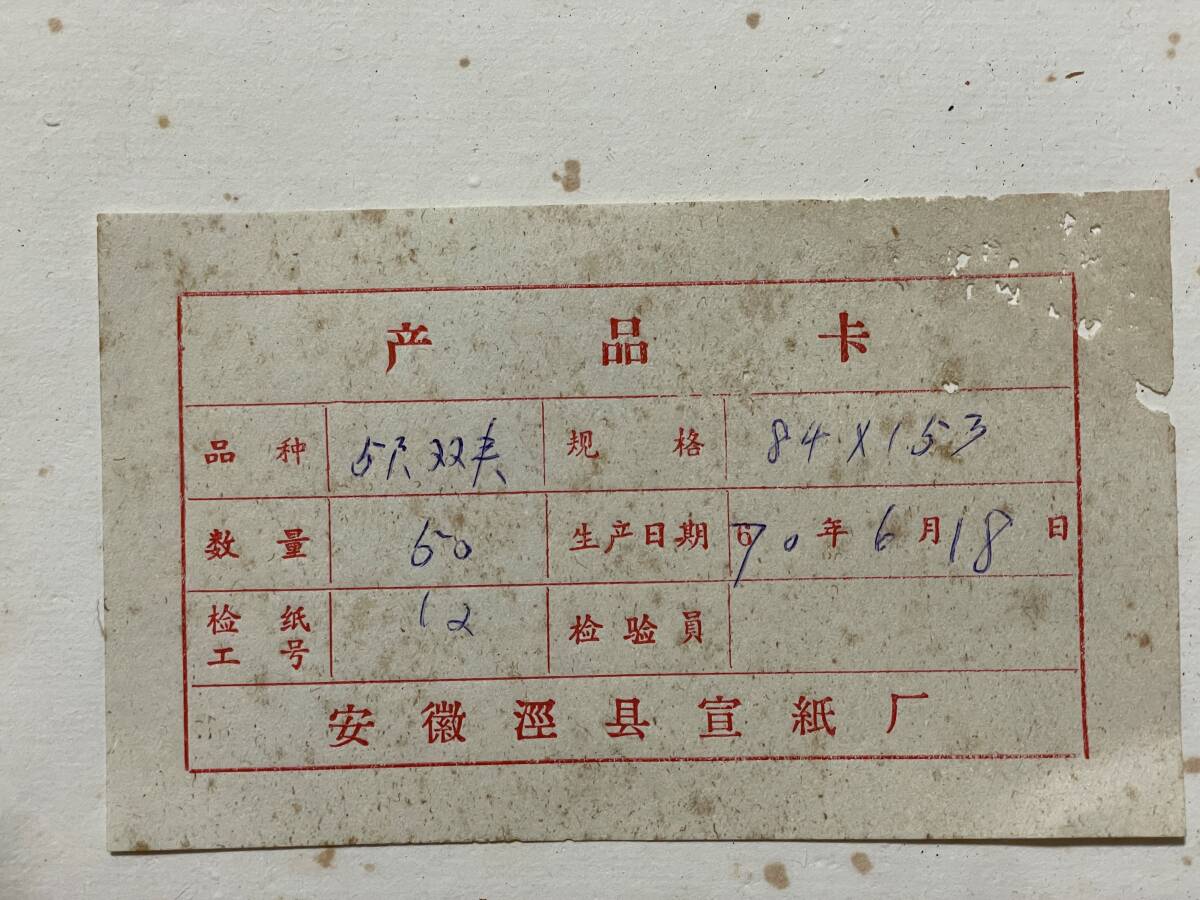 产品卡
品种 5尺双夹 规格 84×153
数量 50 生产日期 70年6月18日
检纸工号 12 检验員
安徽涇县宣紙厂